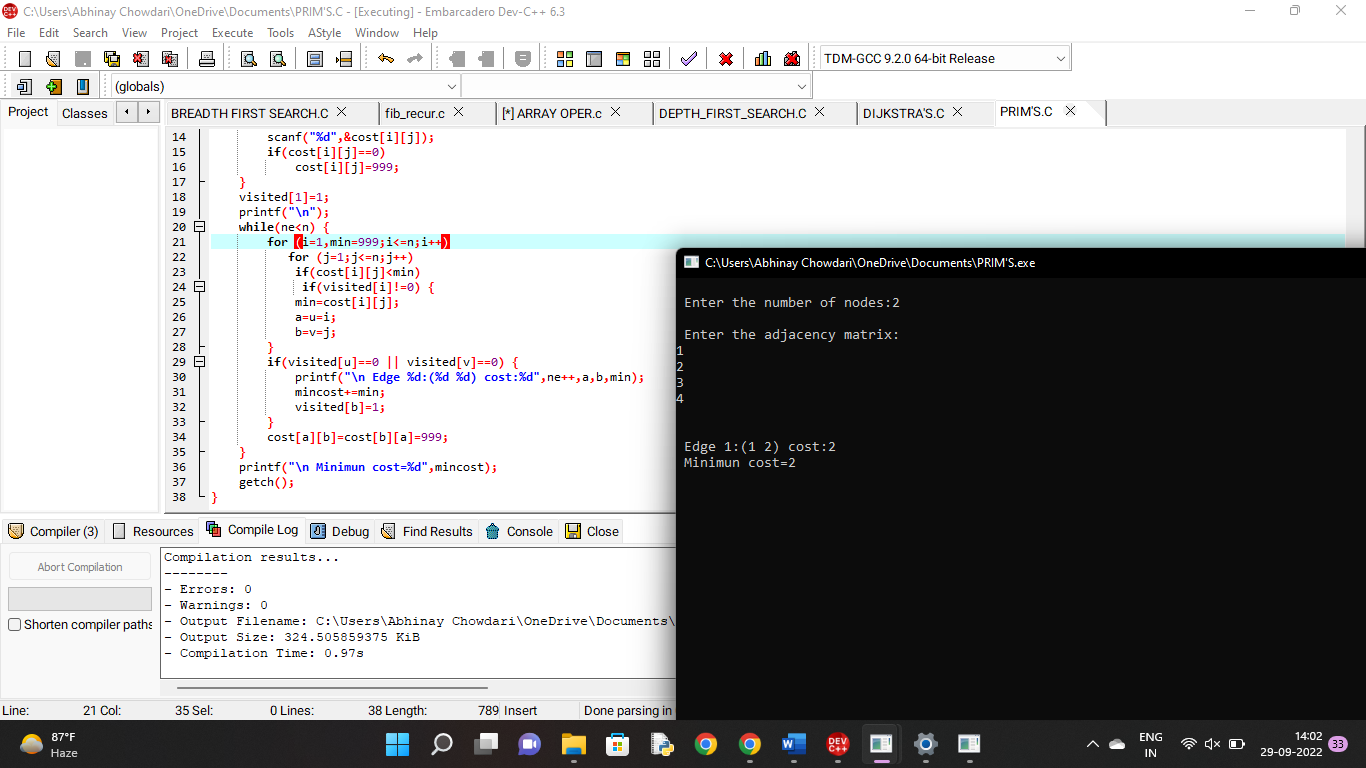 C:\Users\Abhinay Chowdari\OneDrive\Documents\PRIM'S.C - [Executing] - Embarcadero Dev-C++ 6.3
File Edit Search View Project Execute Tools AStyle Window Help
TDM-GCC 9.2.0 64-bit Release
(globals)
Project Classes
BREADTH FIRST SEARCH.C fib_recur.c [*] ARRAY OPER.c DEPTH_FIRST_SEARCH.C DIJKSTRA'S.C PRIM'S.C
14 scanf("%d",&cost[i][j]);
15 if(cost[i][j]==0)
16 cost[i][j]=999;
17 }
18 visited[1]=1;
19 printf("\n");
20 while(ne<n) {
21 for (i=1,min=999;i<=n;i++)
22 for (j=1;j<=n;j++)
23 if(cost[i][j]<min)
24 if(visited[i]!=0) {
25 min=cost[i][j];
26 a=u=i;
27 b=v=j;
28 }
29 if(visited[u]==0 || visited[v]==0) {
30 printf("\n Edge %d:(%d %d) cost:%d",ne++,a,b,min);
31 mincost+=min;
32 visited[b]=1;
33 }
34 cost[a][b]=cost[b][a]=999;
35 }
36 printf("\n Minimun cost=%d",mincost);
37 getch();
38 }
C:\Users\Abhinay Chowdari\OneDrive\Documents\PRIM'S.exe
Enter the number of nodes:2
Enter the adjacency matrix:
1
2
3
4
Edge 1:(1 2) cost:2
Minimun cost=2
Compiler (3) Resources Compile Log Debug Find Results Console Close
Abort Compilation
Shorten compiler paths
Compilation results...
--------
- Errors: 0
- Warnings: 0
- Output Filename: C:\Users\Abhinay Chowdari\OneDrive\Documents\
- Output Size: 324.505859375 KiB
- Compilation Time: 0.97s
Line: 21 Col: 35 Sel: 0 Lines: 38 Length: 789 Insert Done parsing in
87°F
Haze
DEV C++
ENG
IN
14:02
29-09-2022
33